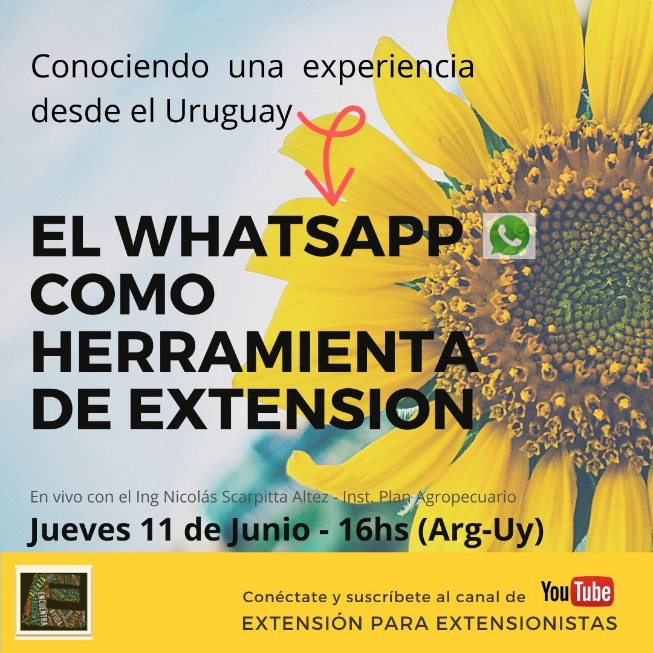 Conociendo una experiencia
desde el Uruguay
EL WHATSAPP
COMO
HERRAMIENTA
DE EXTENSION
En vivo con el Ing Nicolás Scarpitta Altez - Inst. Plan Agropecuario
Jueves 11 de Junio - 16hs (Arg-Uy)
ENCUENTRA
Conéctate y suscríbete al canal de YouTube
EXTENSIÓN PARA EXTENSIONISTAS